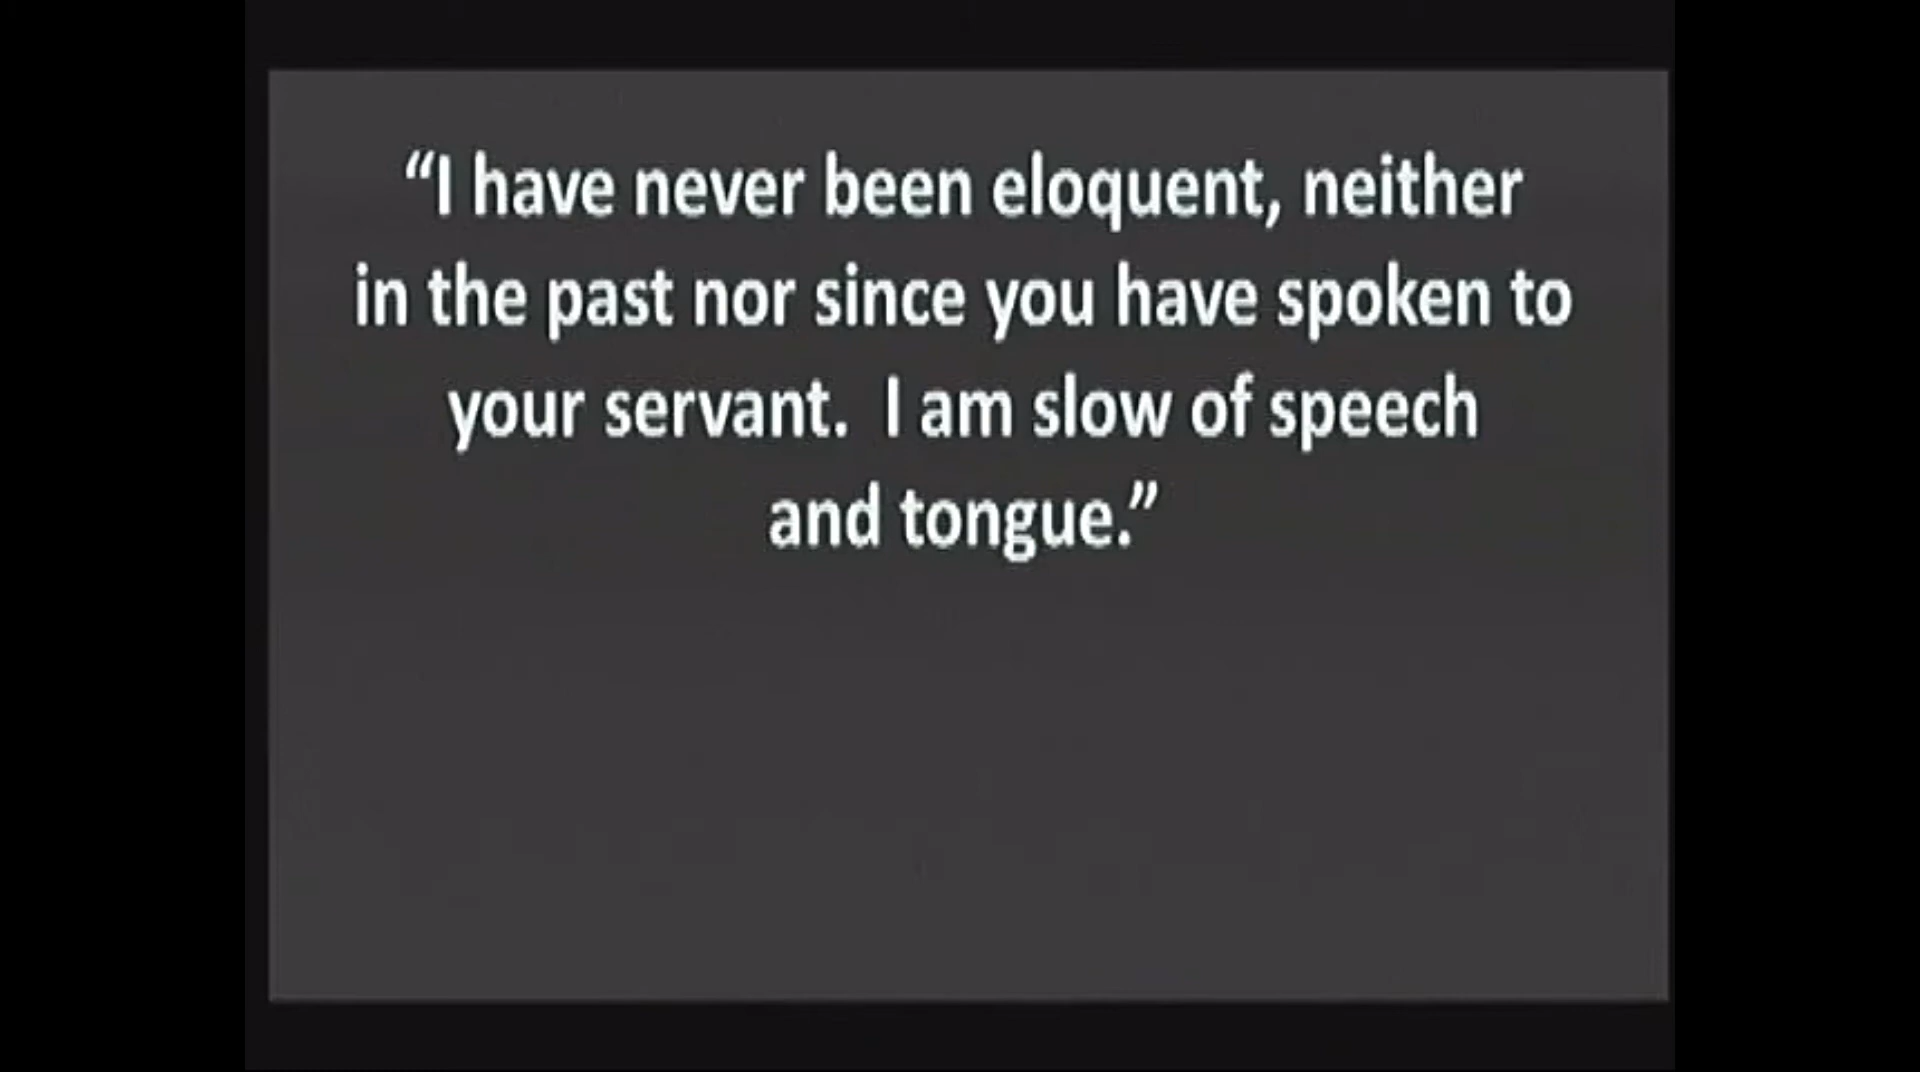 “I have never been eloquent, neither
in the past nor since you have spoken to
your servant.  I am slow of speech
and tongue.”